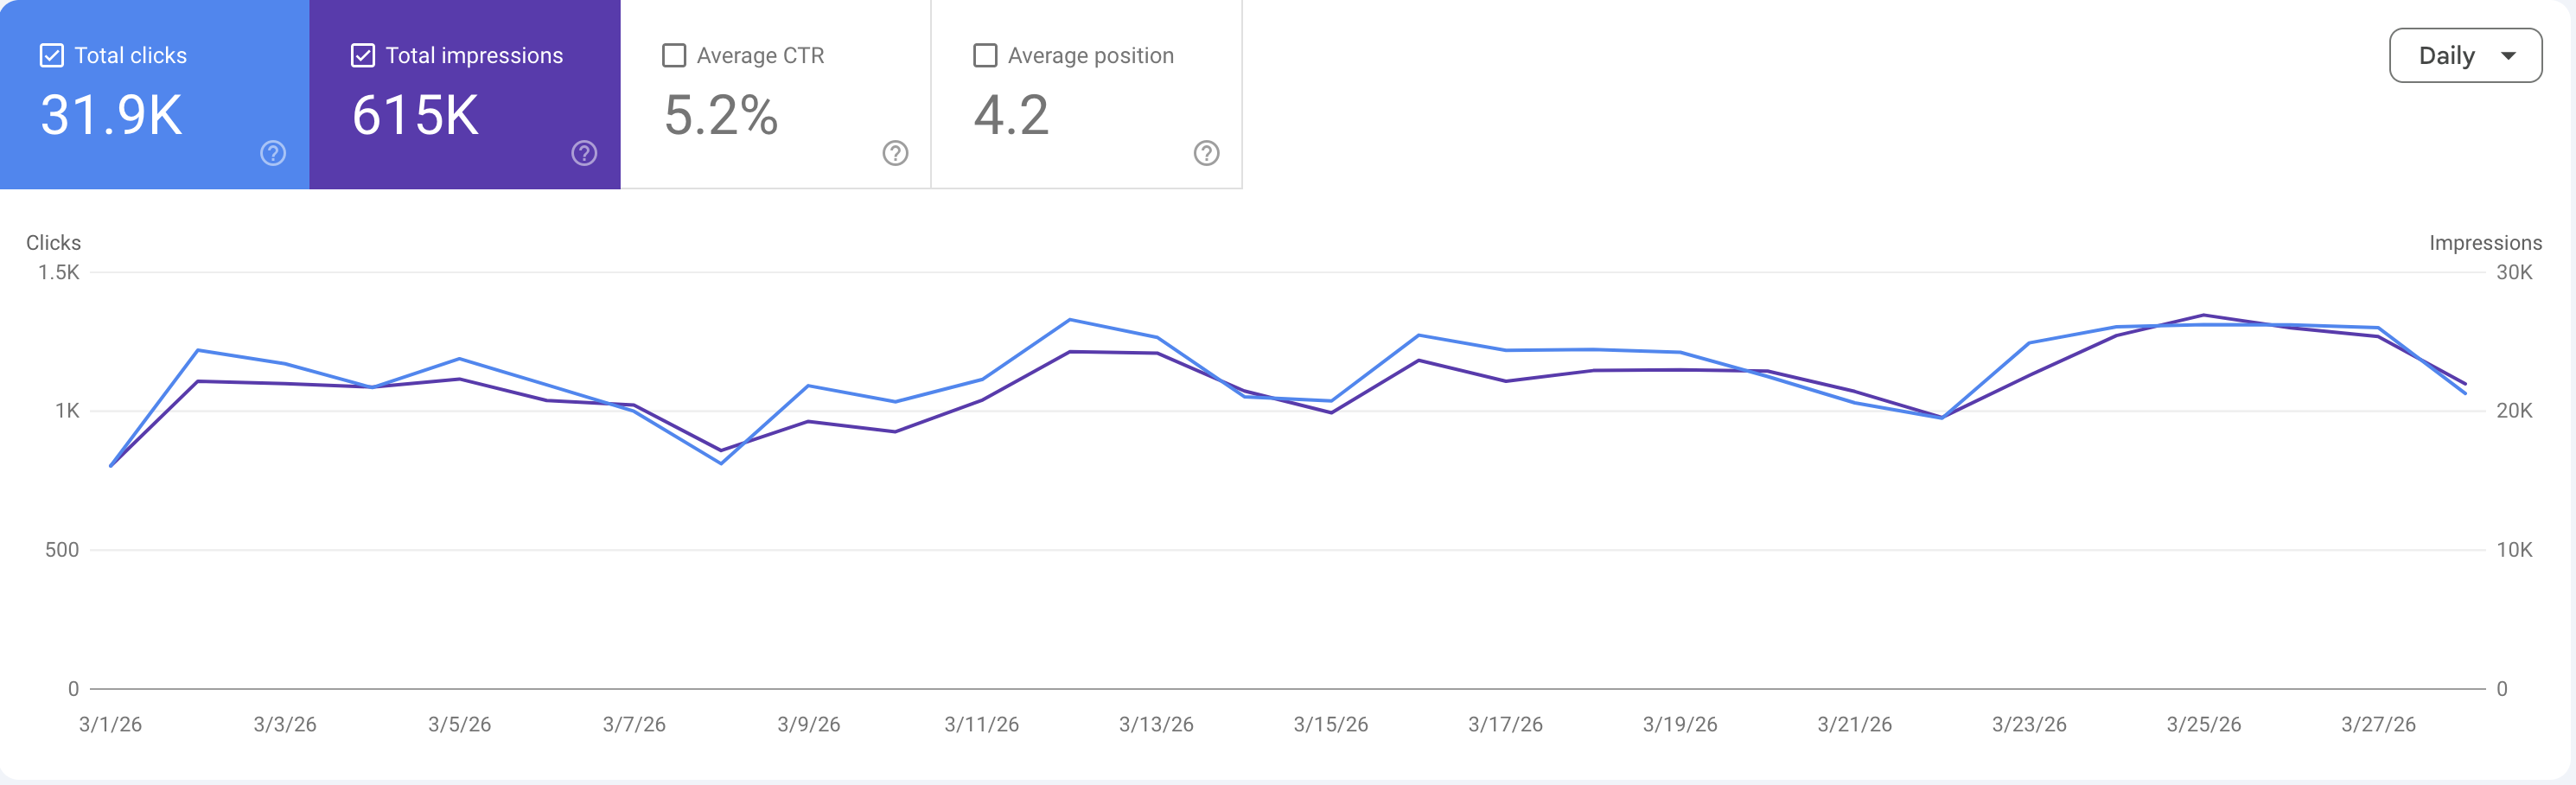 Total clicks
31.9K
Total impressions
615K
Average CTR
5.2%
Average position
4.2
Daily
Clicks
Impressions
1.5K
30K
1K
20K
500
10K
0
0
3/1/26 3/3/26 3/5/26 3/7/26 3/9/26 3/11/26 3/13/26 3/15/26 3/17/26 3/19/26 3/21/26 3/23/26 3/25/26 3/27/26